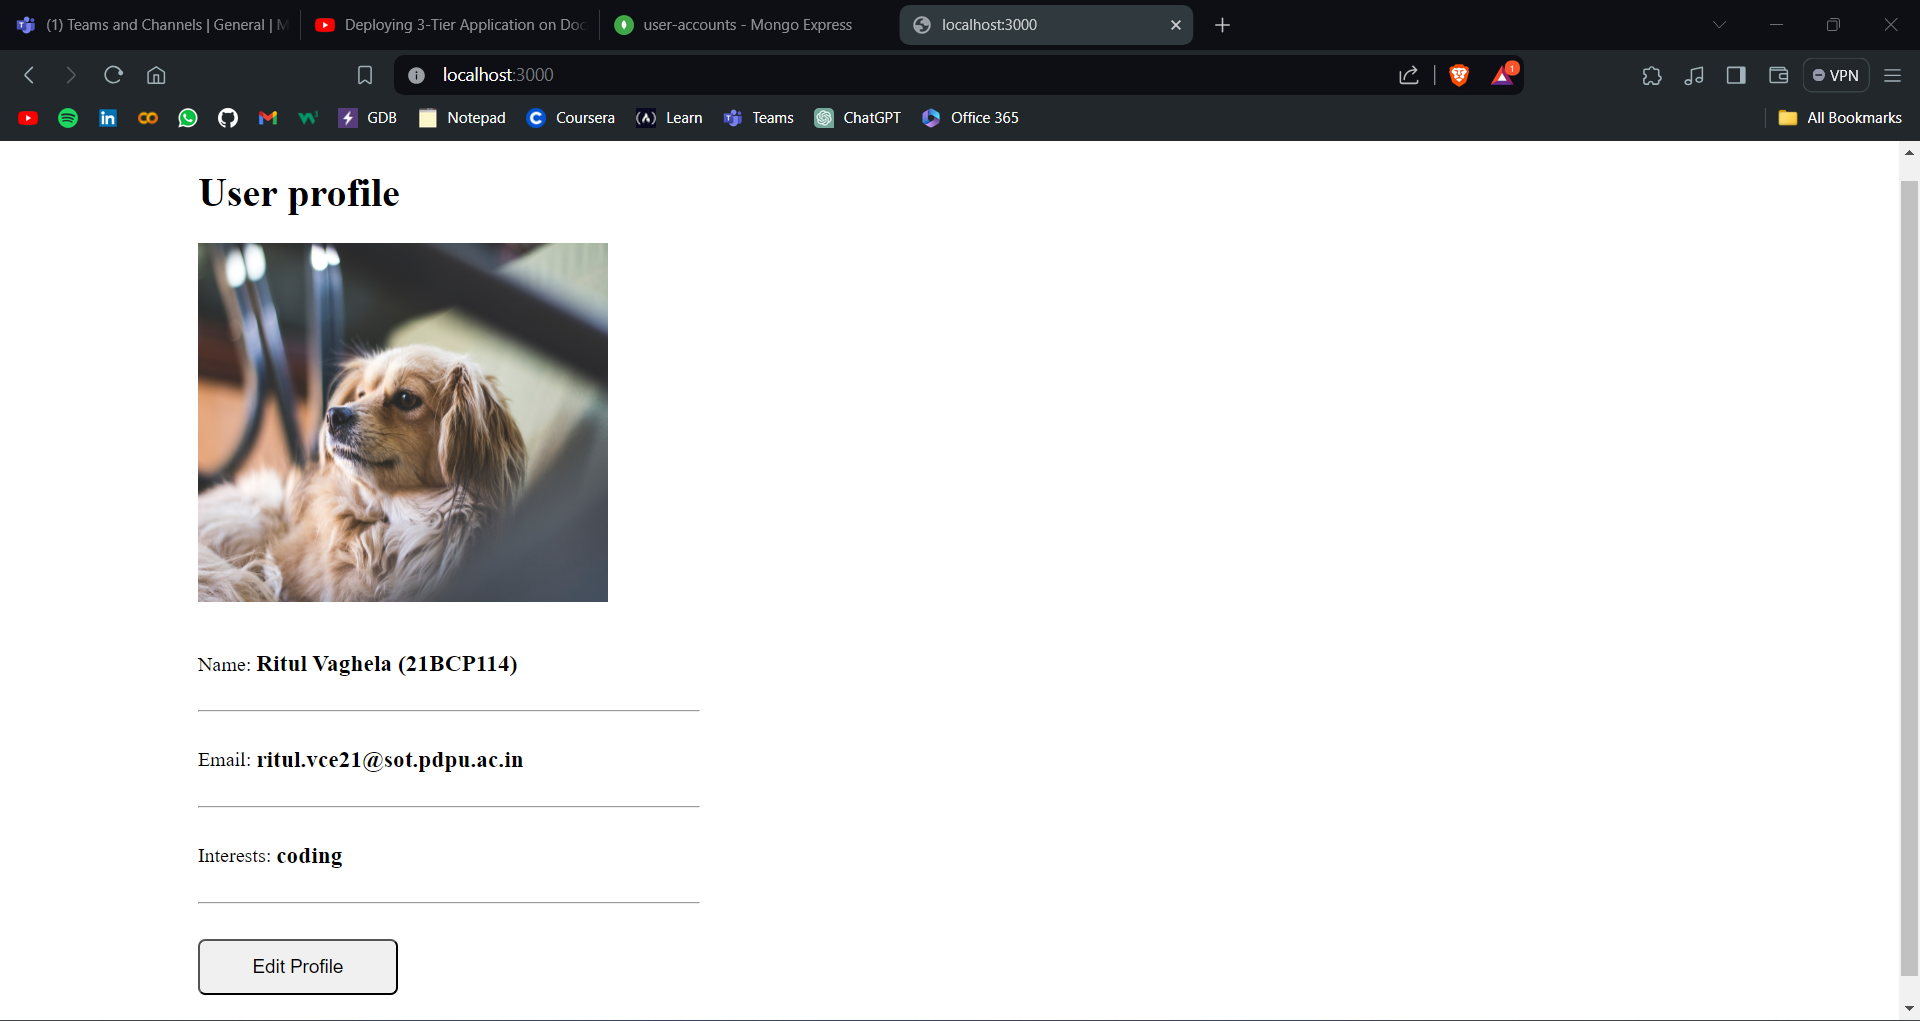 (1) Teams and Channels | General | M
Deploying 3-Tier Application on Doc
user-accounts - Mongo Express
localhost:3000
localhost:3000
1
VPN
GDB
Notepad
Coursera
Learn
Teams
ChatGPT
Office 365
All Bookmarks
User profile
Name: Ritul Vaghela (21BCP114)
Email: ritul.vce21@sot.pdpu.ac.in
Interests: coding
Edit Profile